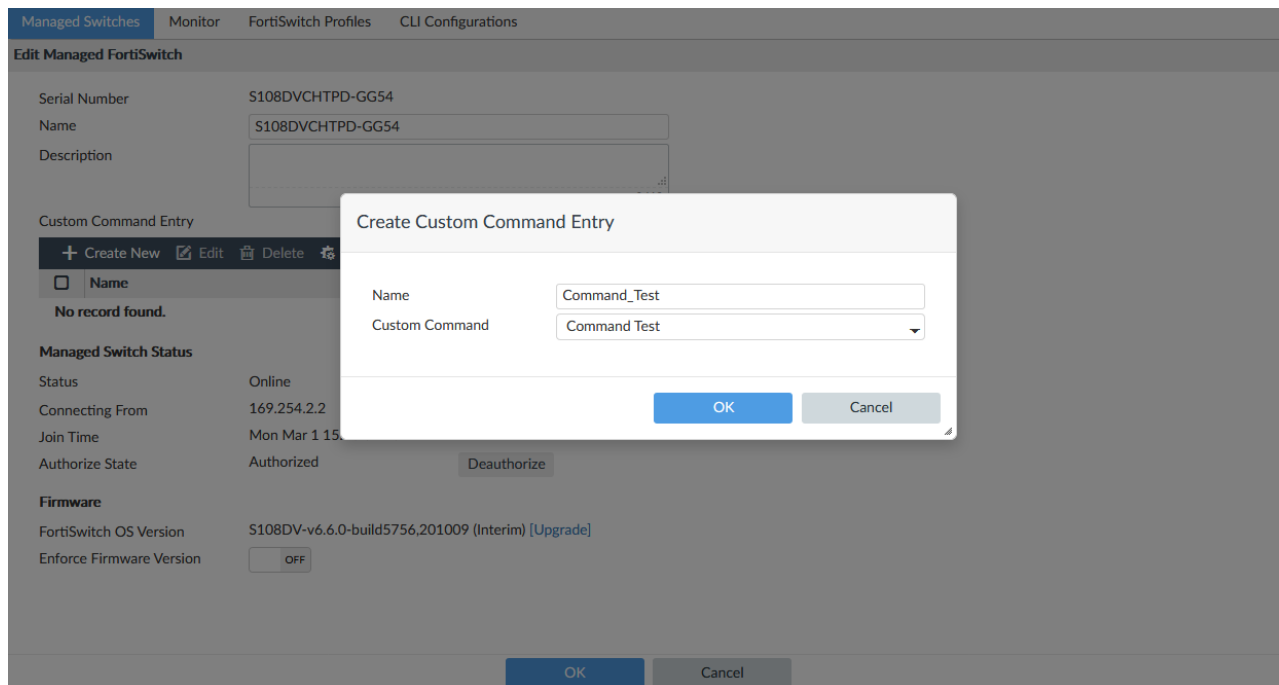 Managed Switches Monitor FortiSwitch Profiles CLI Configurations
Edit Managed FortiSwitch
Serial Number S108DVCHTPD-GG54
Name S108DVCHTPD-GG54
Description
Custom Command Entry
Create New Edit Delete
Name
No record found.
Create Custom Command Entry
Name Command_Test
Custom Command Command Test
OK Cancel
Managed Switch Status
Status Online
Connecting From 169.254.2.2
Join Time Mon Mar 1 15
Authorize State Authorized Deauthorize
Firmware
FortiSwitch OS Version S108DV-v6.6.0-build5756,201009 (Interim) [Upgrade]
Enforce Firmware Version OFF
OK Cancel